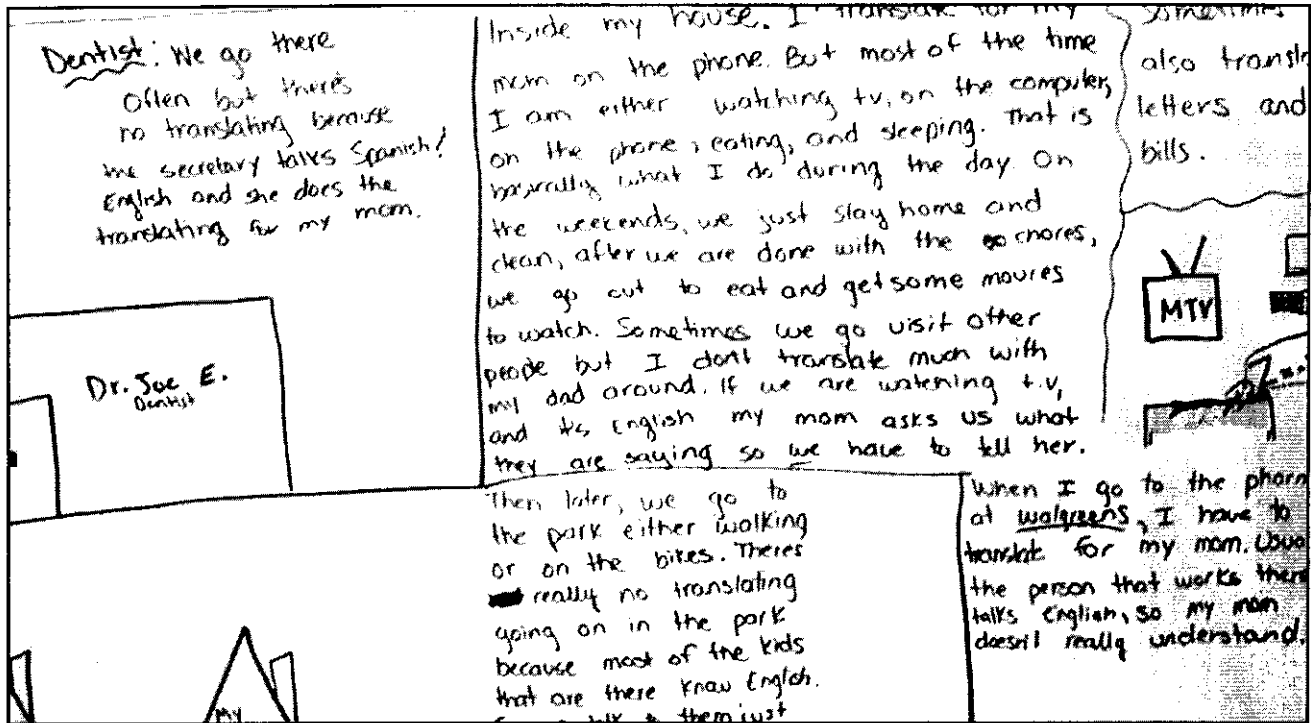 Dentist: We go there
often but there's
no translating because
the secretary talks Spanish/
English and she does the
translating for my mom.
Dr. Joe E.
Dentist
Inside my house. I translate for my
mom on the phone. But most of the time
I am either watching tv, on the computer,
on the phone, eating, and sleeping. That is
basically what I do during the day. On
the weekends, we just stay home and
clean, after we are done with the chores,
we go out to eat and get some movies
to watch. Sometimes we go visit other
people but I dont translate much with
my dad around. If we are watching t.v,
and its English my mom asks us what
they are saying so we have to tell her.
Sometimes
also transl
letters and
bills.
MTV
Then later, we go to
the park either walking
or on the bikes. Theres
really no translating
going on in the park
because most of the kids
that are there know English.
talk to them just
When I go to the pharm
at walgreens, I have to
translate for my mom. Usua
the person that works there
talks English, so my mom
doesn't really understand.
My